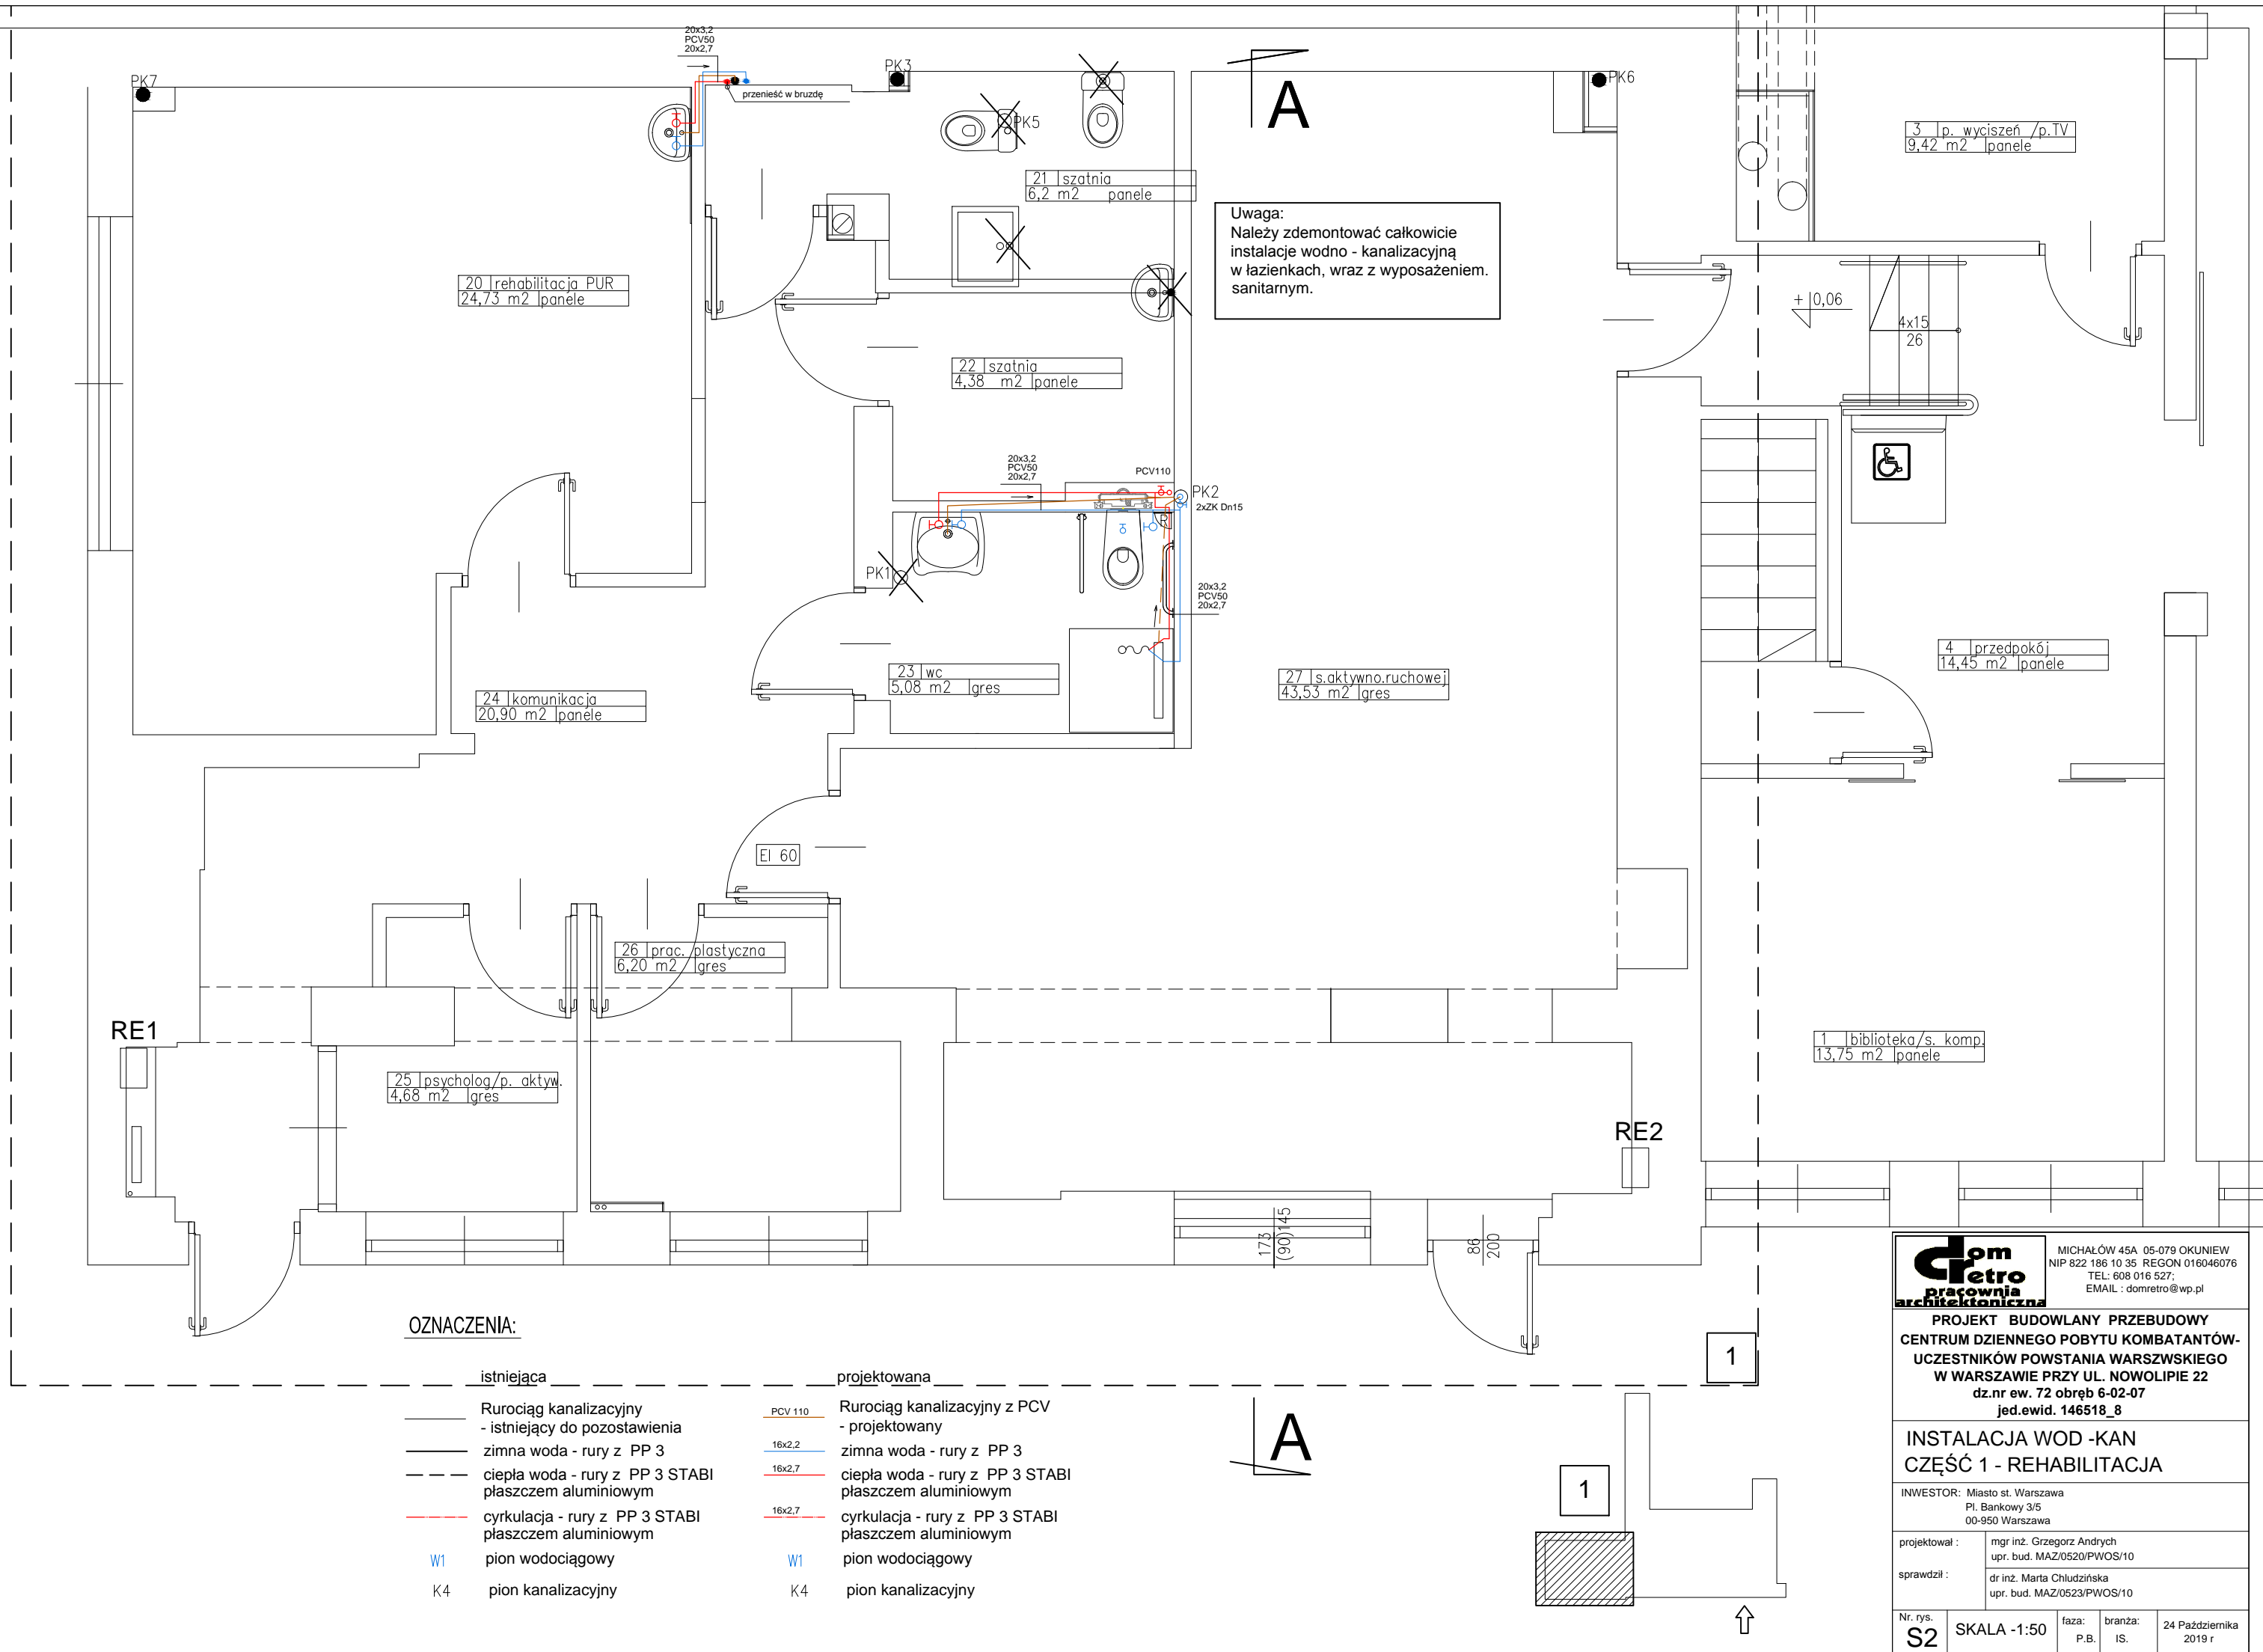 20x3,2
PCV50
20x2,7
PK7
PK3
PK6
przenieść w bruzdę
PK5
A
3 p. wyciszeń /p.TV
9,42 m2 panele
21 szatnia
6,2 m2 panele
Uwaga:
Należy zdemontować całkowicie
instalacje wodno - kanalizacyjną
w łazienkach, wraz z wyposażeniem.
sanitarnym.
20 rehabilitacja PUR
24,73 m2 panele
+0,06
4x15
26
22 szatnia
4,38 m2 panele
20x3,2
PCV50
20x2,7
PCV110
PK2
2xZK Dn15
R
PK1
20x3,2
PCV50
20x2,7
23 wc
5,08 m2 gres
27 s.aktywno.ruchowej
43,53 m2 gres
4 przedpokój
14,45 m2 panele
24 komunikacja
20,90 m2 panele
EI 60
26 prac. plastyczna
6,20 m2 gres
RE1
25 psycholog/p. aktyw.
4,68 m2 gres
1 biblioteka/s. komp.
13,75 m2 panele
RE2
173
(90)145
86
200
1
OZNACZENIA:
istniejąca
Rurociąg kanalizacyjny
- istniejący do pozostawienia
zimna woda - rury z PP 3
ciepła woda - rury z PP 3 STABI
płaszczem aluminiowym
cyrkulacja - rury z PP 3 STABI
płaszczem aluminiowym
W1 pion wodociągowy
K4 pion kanalizacyjny
projektowana
PCV 110 Rurociąg kanalizacyjny z PCV
- projektowany
16x2,2 zimna woda - rury z PP 3
16x2,7 ciepła woda - rury z PP 3 STABI
płaszczem aluminiowym
16x2,7 cyrkulacja - rury z PP 3 STABI
płaszczem aluminiowym
W1 pion wodociągowy
K4 pion kanalizacyjny
A
1
dom
retro
pracownia
architektoniczna
MICHAŁÓW 45A 05-079 OKUNIEW
NIP 822 186 10 35 REGON 016046076
TEL: 608 016 527;
EMAIL : domretro@wp.pl
PROJEKT BUDOWLANY PRZEBUDOWY
CENTRUM DZIENNEGO POBYTU KOMBATANTÓW-
UCZESTNIKÓW POWSTANIA WARSZWSKIEGO
W WARSZAWIE PRZY UL. NOWOLIPIE 22
dz.nr ew. 72 obręb 6-02-07
jed.ewid. 146518_8
INSTALACJA WOD -KAN
CZĘŚĆ 1 - REHABILITACJA
INWESTOR: Miasto st. Warszawa
Pl. Bankowy 3/5
00-950 Warszawa
projektował : mgr inż. Grzegorz Andrych
upr. bud. MAZ/0520/PWOS/10
sprawdził : dr inż. Marta Chludzińska
upr. bud. MAZ/0523/PWOS/10
Nr. rys.
S2
SKALA -1:50
faza:
P.B.
branża:
IS.
24 Października
2019 r